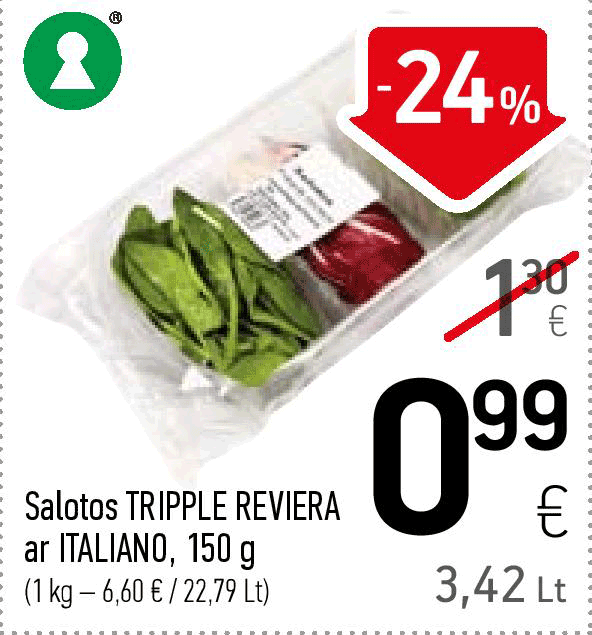 ®
-24%
1 30
€
0 99
€
Salotos TRIPPLE REVIERA
ar ITALIANO, 150 g
(1 kg – 6,60 € / 22,79 Lt)
3,42 Lt